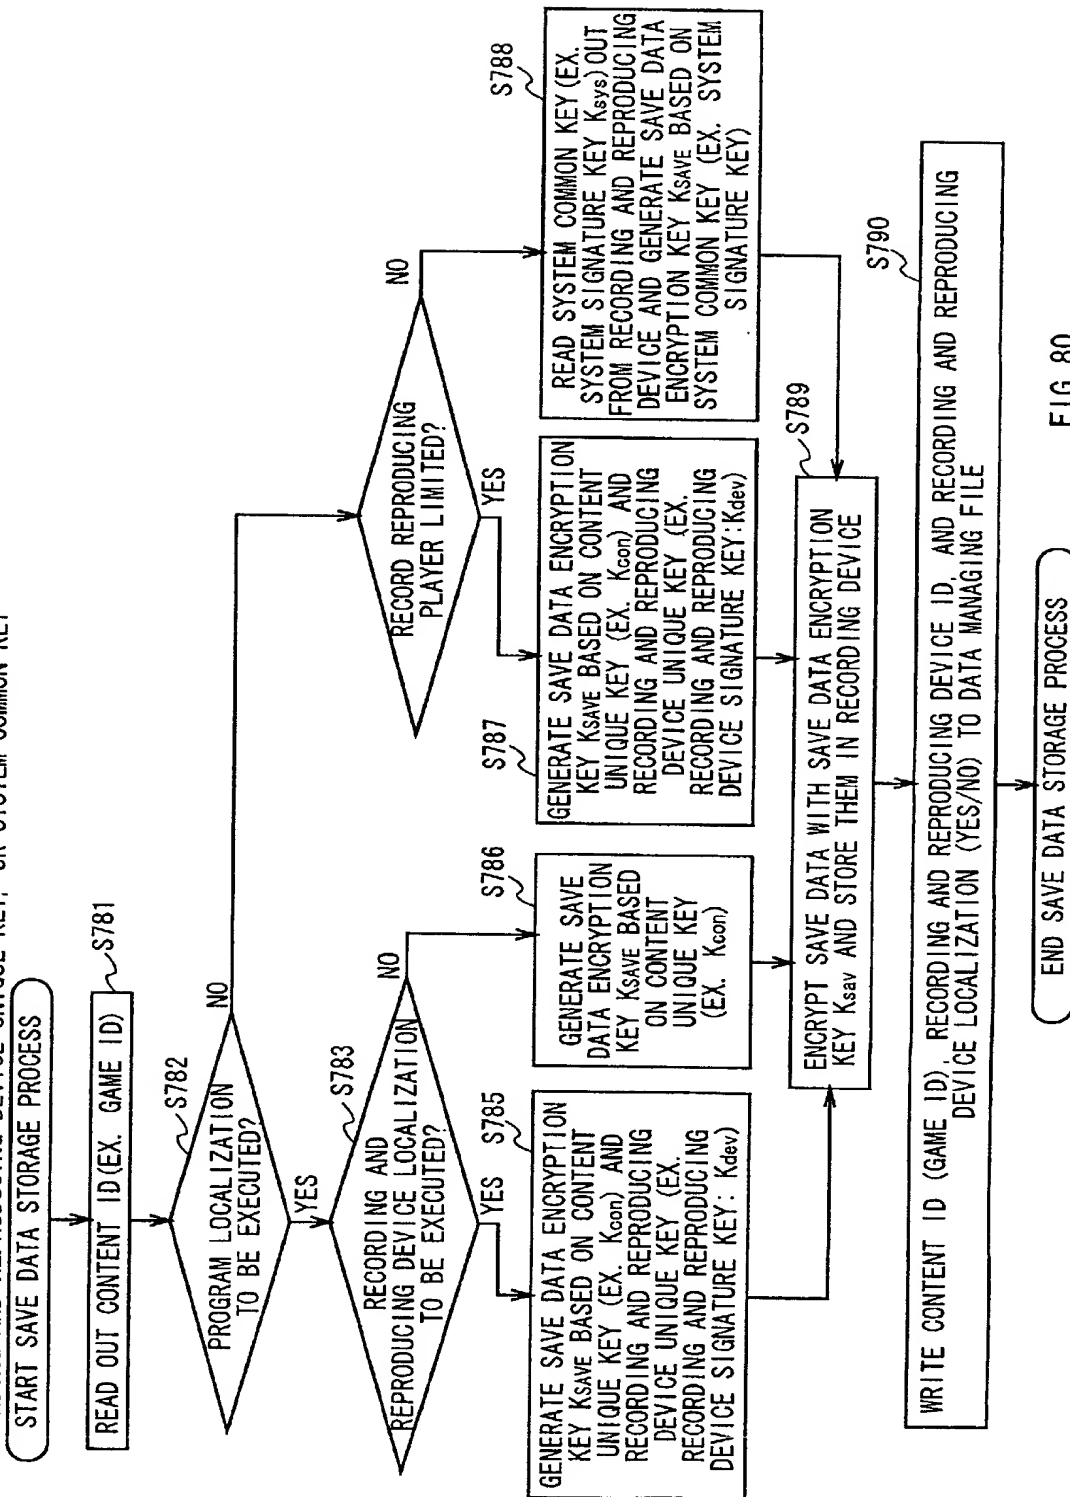 START SAVE DATA STORAGE PROCESS
READ OUT CONTENT ID(EX. GAME ID)
S781
PROGRAM LOCALIZATION
TO BE EXECUTED?
S782
YES
NO
RECORDING AND
REPRODUCING DEVICE LOCALIZATION
TO BE EXECUTED?
S783
YES
NO
RECORD REPRODUCING
PLAYER LIMITED?
YES
NO
S785
GENERATE SAVE DATA ENCRYPTION
KEY KSAVE BASED ON CONTENT
UNIQUE KEY (EX. Kcon) AND
RECORDING AND REPRODUCING
DEVICE UNIQUE KEY (EX.
RECORDING AND REPRODUCING
DEVICE SIGNATURE KEY: Kdev)
S786
GENERATE SAVE
DATA ENCRYPTION
KEY KSAVE BASED
ON CONTENT
UNIQUE KEY
(EX. Kcon)
S787
GENERATE SAVE DATA ENCRYPTION
KEY KSAVE BASED ON CONTENT
UNIQUE KEY (EX. Kcon) AND
RECORDING AND REPRODUCING
DEVICE UNIQUE KEY (EX.
RECORDING AND REPRODUCING
DEVICE SIGNATURE KEY:Kdev)
S788
READ SYSTEM COMMON KEY(EX.
SYSTEM SIGNATURE KEY Ksys)OUT
FROM RECORDING AND REPRODUCING
DEVICE AND GENERATE SAVE DATA
ENCRYPTION KEY KSAVE BASED ON
SYSTEM COMMON KEY (EX. SYSTEM
SIGNATURE KEY)
S789
ENCRYPT SAVE DATA WITH SAVE DATA ENCRYPTION
KEY Ksav AND STORE THEM IN RECORDING DEVICE
S790
WRITE CONTENT ID (GAME ID), RECORDING AND REPRODUCING DEVICE ID, AND RECORDING AND REPRODUCING
DEVICE LOCALIZATION (YES/NO) TO DATA MANAGING FILE
END SAVE DATA STORAGE PROCESS
FIG. 80